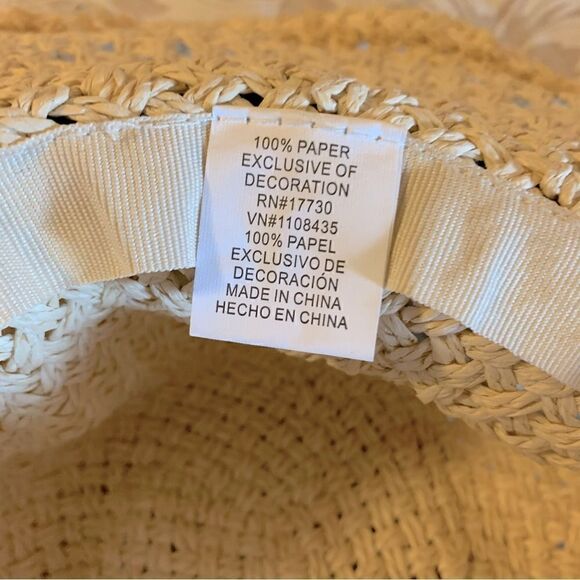 100% PAPER
EXCLUSIVE OF
DECORATION
RN#17730
VN#1108435
100% PAPEL
EXCLUSIVO DE
DECORACIÓN
MADE IN CHINA
HECHO EN CHINA